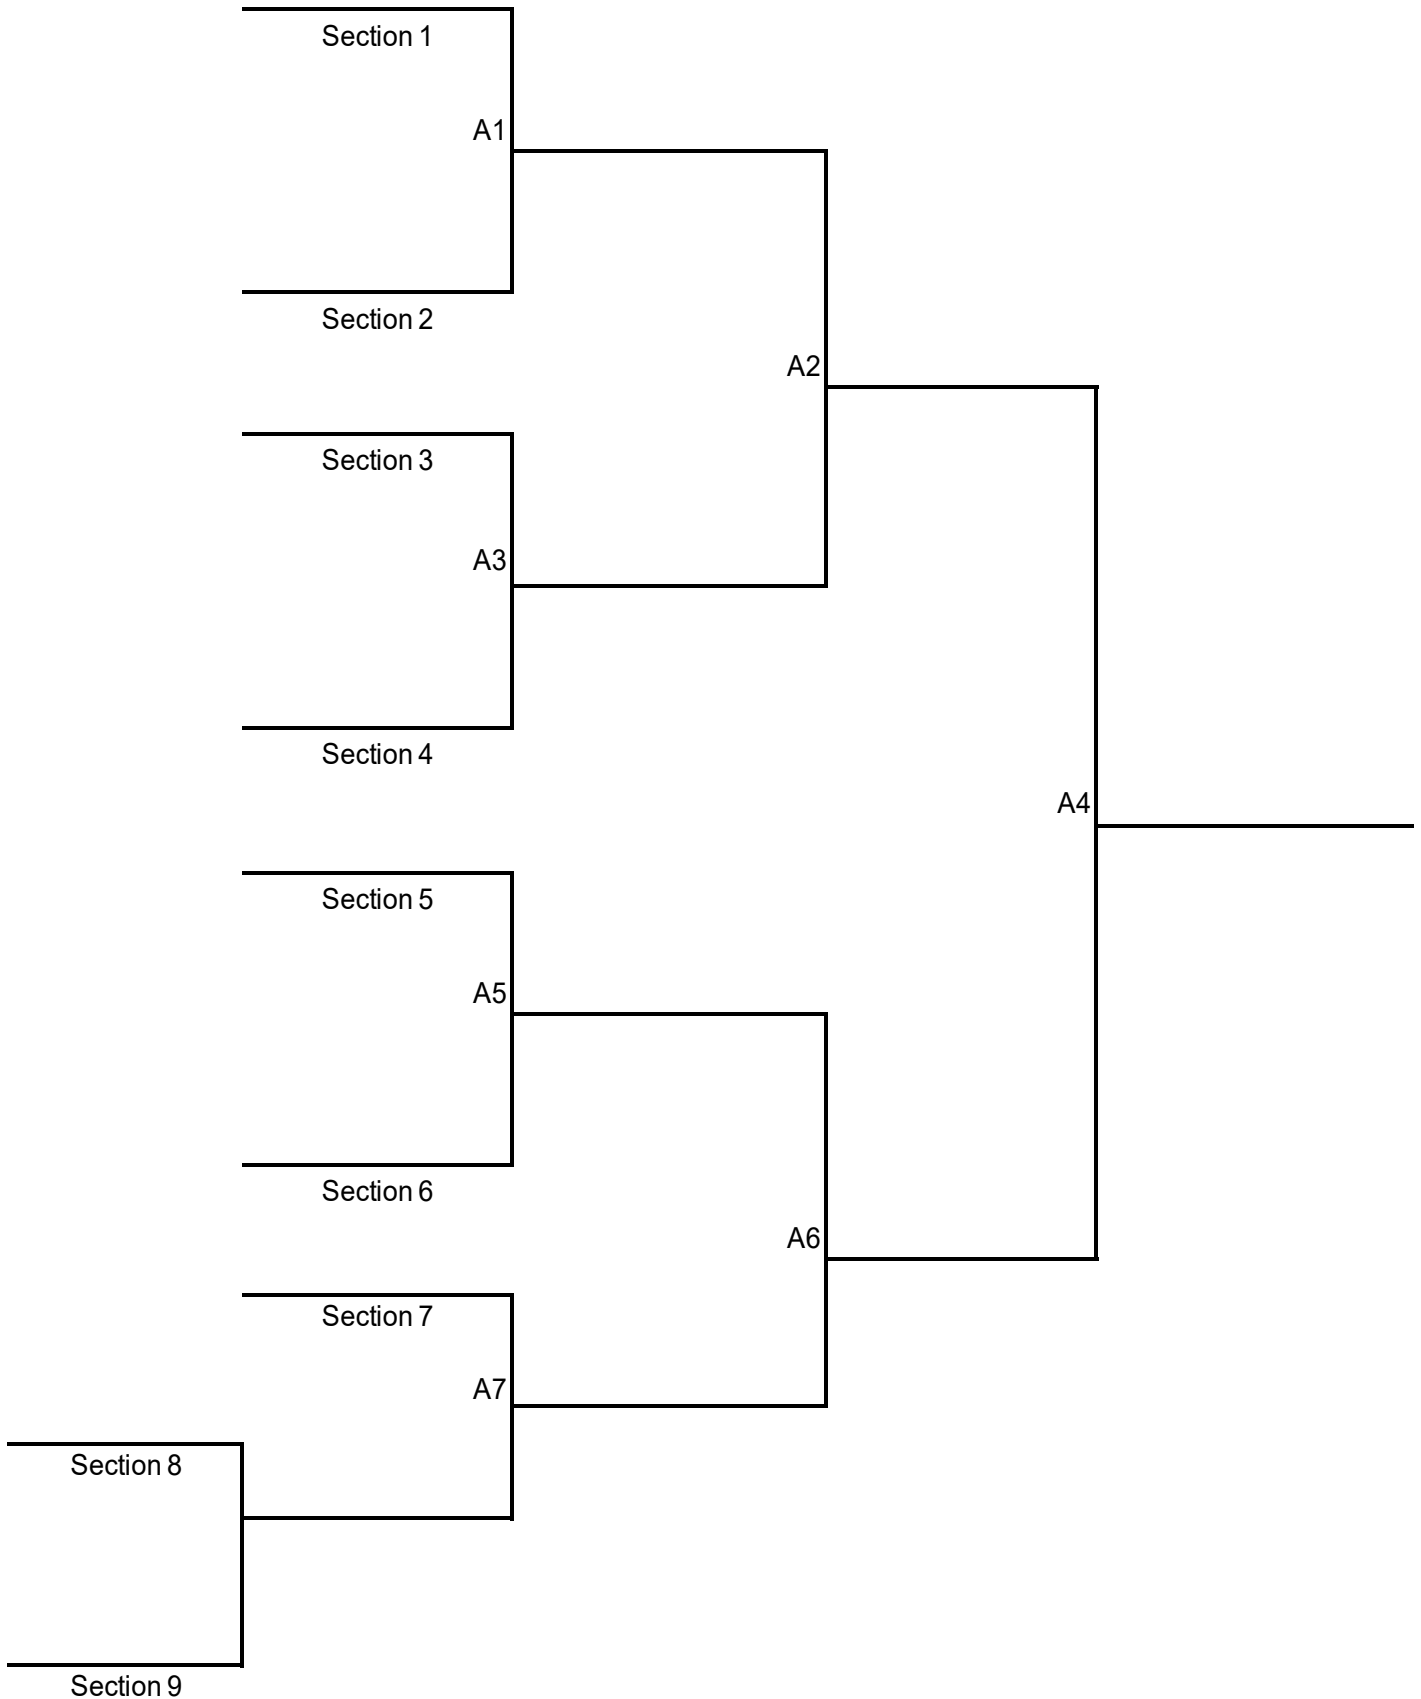 Section 1
A1
Section 2
A2
Section 3
A3
Section 4
A4
Section 5
A5
Section 6
A6
Section 7
A7
Section 8
Section 9